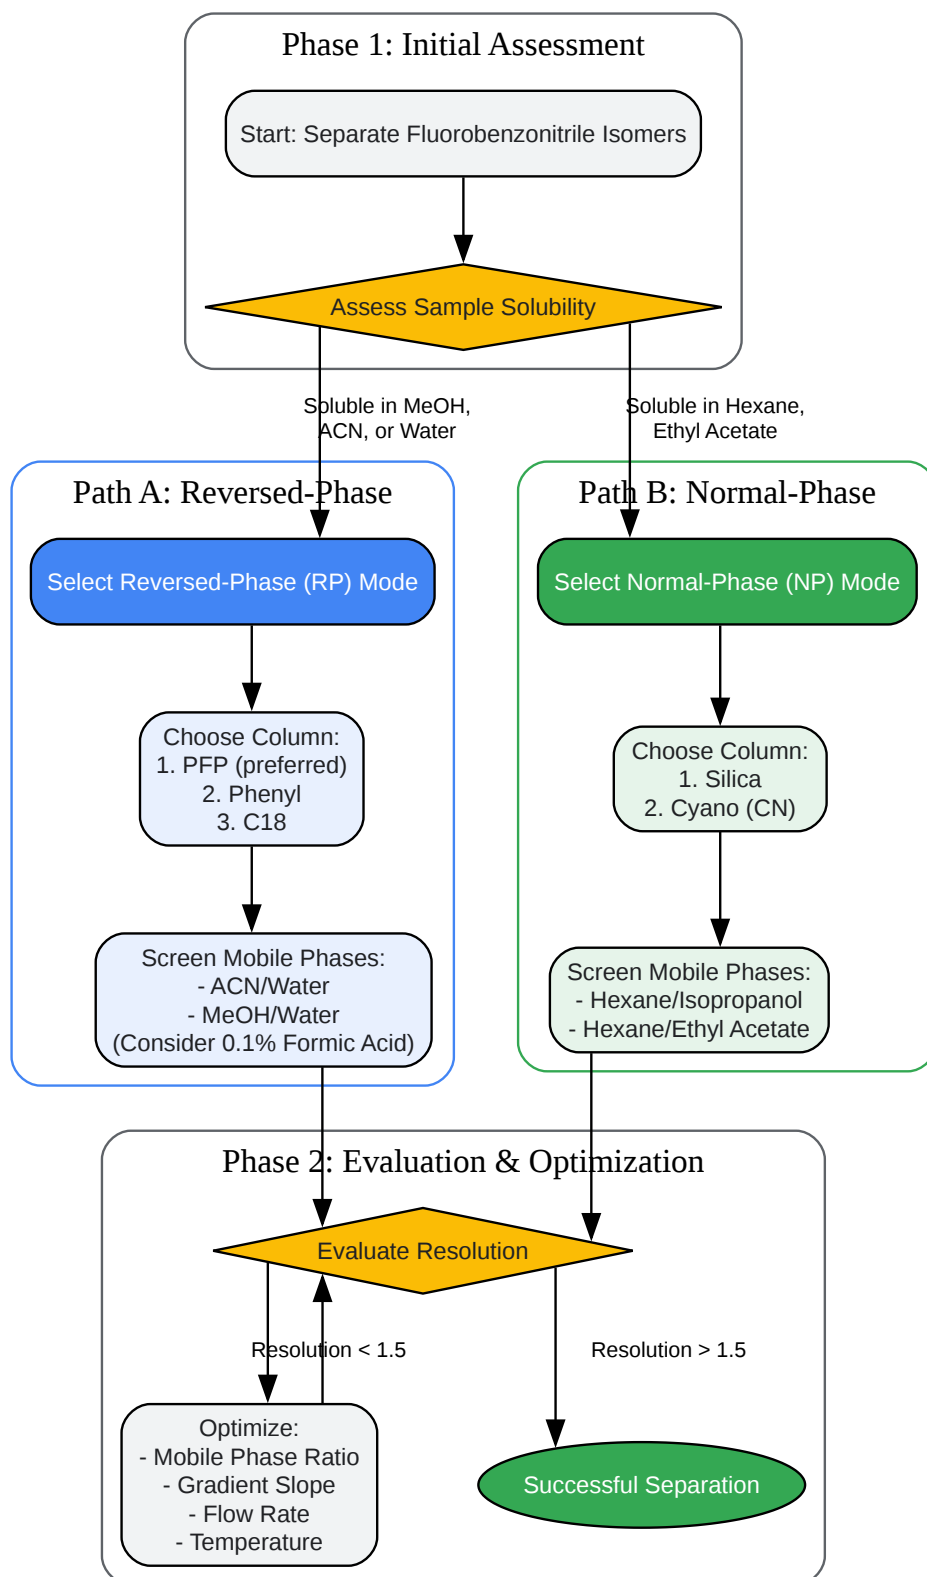 Phase 1: Initial Assessment
Start: Separate Fluorobenzonitrile Isomers
Assess Sample Solubility
Soluble in MeOH,
ACN, or Water
Soluble in Hexane,
Ethyl Acetate
Path A: Reversed-Phase
Select Reversed-Phase (RP) Mode
Choose Column:
1. PFP (preferred)
2. Phenyl
3. C18
Screen Mobile Phases:
- ACN/Water
- MeOH/Water
(Consider 0.1% Formic Acid)
Path B: Normal-Phase
Select Normal-Phase (NP) Mode
Choose Column:
1. Silica
2. Cyano (CN)
Screen Mobile Phases:
- Hexane/Isopropanol
- Hexane/Ethyl Acetate
Phase 2: Evaluation & Optimization
Evaluate Resolution
Resolution < 1.5
Resolution > 1.5
Optimize:
- Mobile Phase Ratio
- Gradient Slope
- Flow Rate
- Temperature
Successful Separation